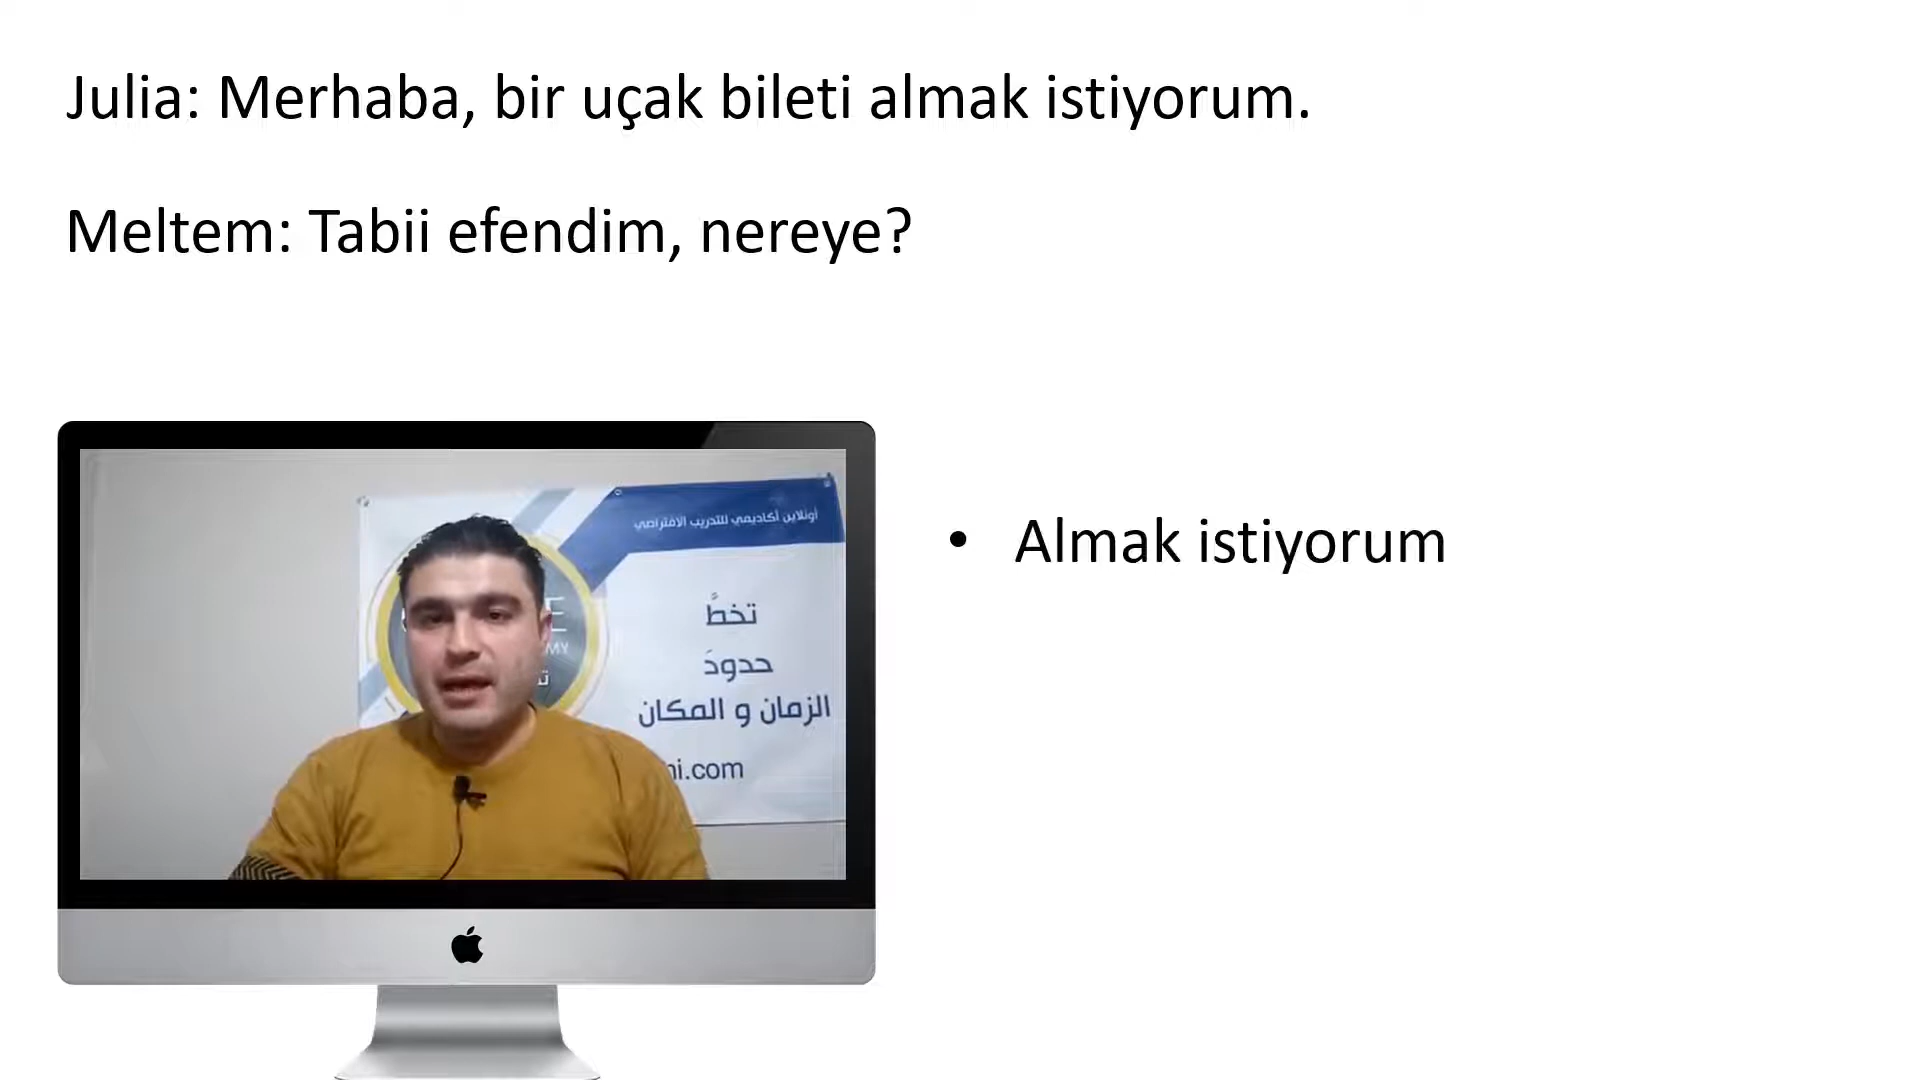 Julia: Merhaba, bir uçak bileti almak istiyorum.
Meltem: Tabii efendim, nereye?
• Almak istiyorum
أونلاين أكاديمي للتدريب الافتراضي
تخطَّ
حدودَ
الزمان و المكان
.com